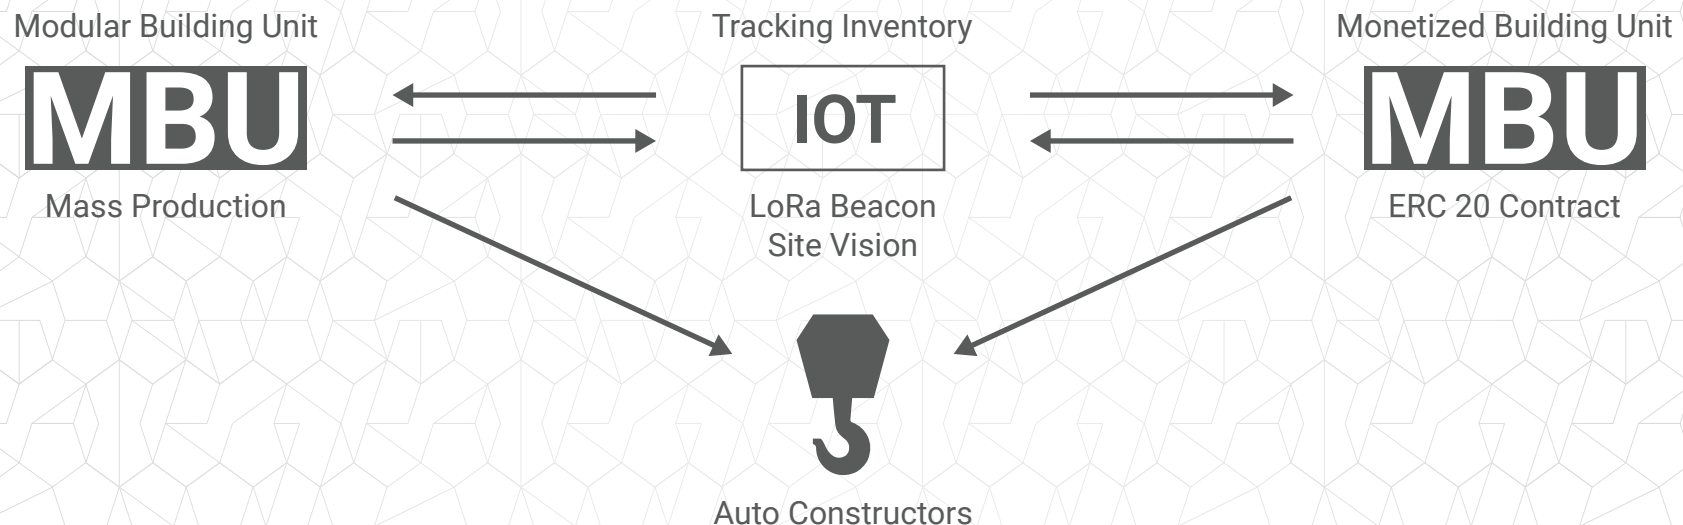 Modular Building Unit
MBU
Mass Production
Tracking Inventory
IOT
LoRa Beacon
Site Vision
Monetized Building Unit
MBU
ERC 20 Contract
Auto Constructors